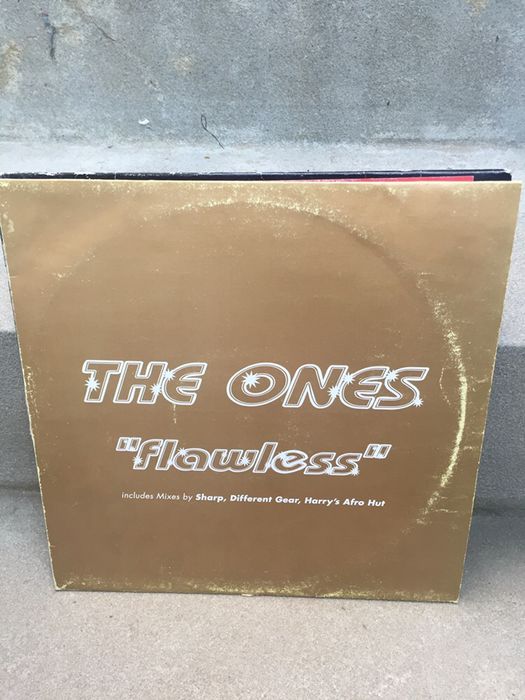 THE ONES
"flawless"
includes Mixes by Sharp, Different Gear, Harry's Afro Hut